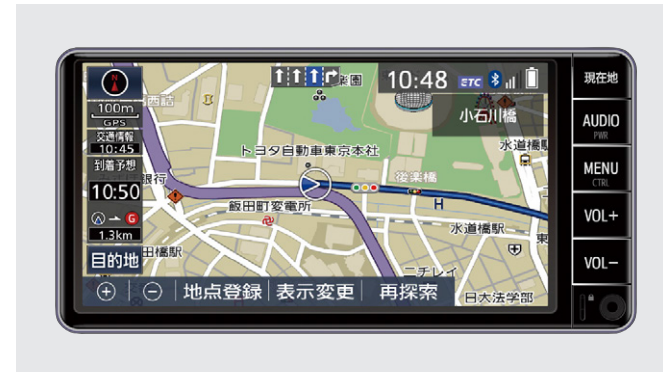 10:48 ETC
現在地
100m
GPS
小石川橋
AUDIO
PWR
交通情報
10:45
水道橋
トヨタ自動車東京本社
到着予想
MENU
CTRL
銀行
後楽橋
10:50
飯田町変電所
H
VOL+
G
1.3km
水道橋駅
目的地
田橋駅
ニチレイ
VOL−
地点登録 表示変更 再探索
日大法学部